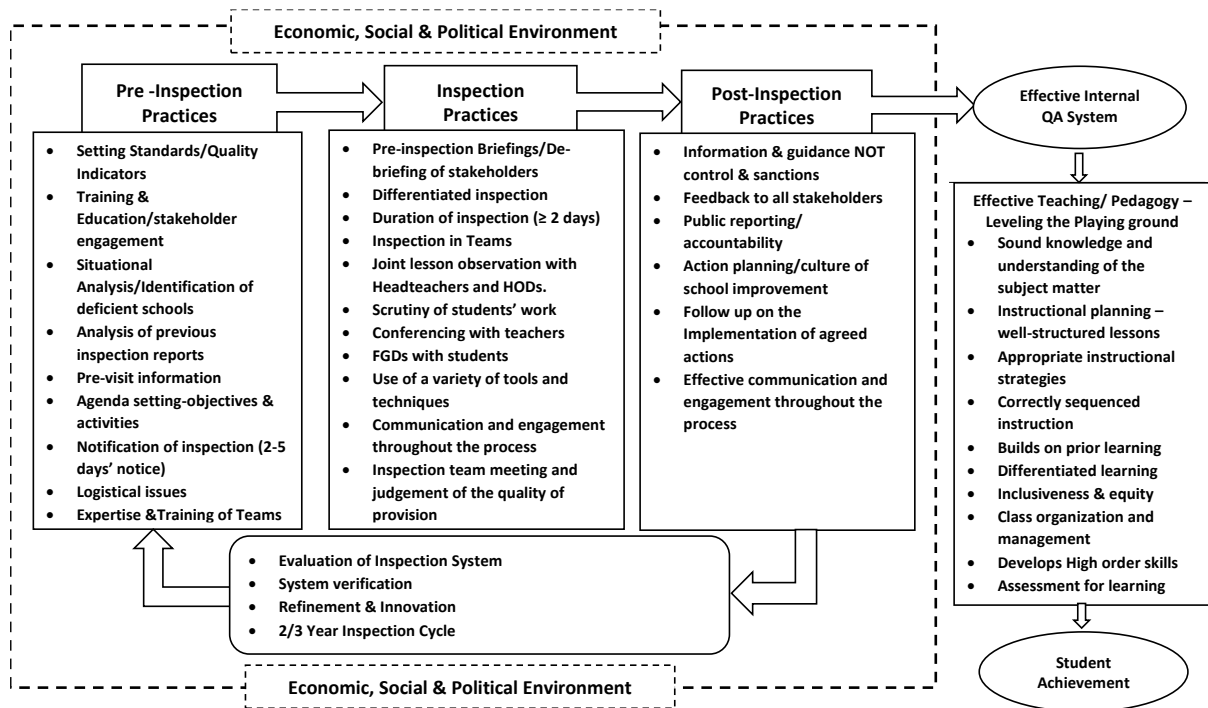 Economic, Social & Political Environment
Pre -Inspection
Practices
• Setting Standards/Quality
Indicators
• Training &
Education/stakeholder
engagement
• Situational
Analysis/Identification of
deficient schools
• Analysis of previous
inspection reports
• Pre-visit information
• Agenda setting-objectives &
activities
• Notification of inspection (2-5
days’ notice)
• Logistical issues
• Expertise &Training of Teams
Inspection
Practices
• Pre-inspection Briefings/De-
briefing of stakeholders
• Differentiated inspection
• Duration of inspection (≥ 2 days)
• Inspection in Teams
• Joint lesson observation with
Headteachers and HODs.
• Scrutiny of students’ work
• Conferencing with teachers
• FGDs with students
• Use of a variety of tools and
techniques
• Communication and engagement
throughout the process
• Inspection team meeting and
judgement of the quality of
provision
Post-Inspection
Practices
• Information & guidance NOT
control & sanctions
• Feedback to all stakeholders
• Public reporting/
accountability
• Action planning/culture of
school improvement
• Follow up on the
Implementation of agreed
actions
• Effective communication and
engagement throughout the
process
Effective Internal
QA System
Effective Teaching/ Pedagogy –
Leveling the Playing ground
• Sound knowledge and
understanding of the
subject matter
• Instructional planning –
well-structured lessons
• Appropriate instructional
strategies
• Correctly sequenced
instruction
• Builds on prior learning
• Differentiated learning
• Inclusiveness & equity
• Class organization and
management
• Develops High order skills
• Assessment for learning
• Evaluation of Inspection System
• System verification
• Refinement & Innovation
• 2/3 Year Inspection Cycle
Student
Achievement
Economic, Social & Political Environment